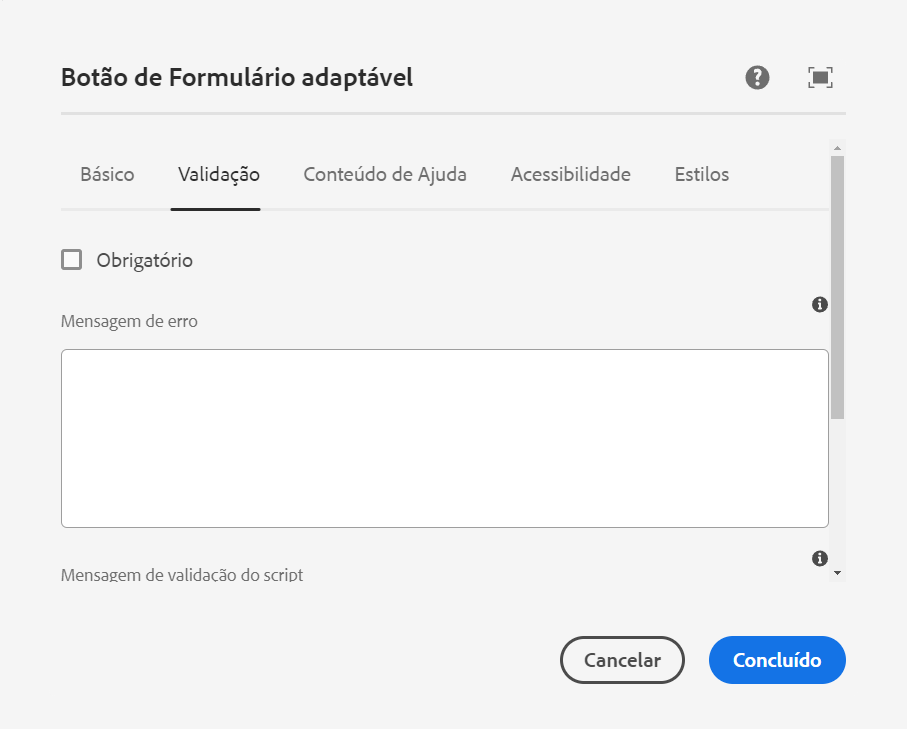 Botão de Formulário adaptável
Básico Validação Conteúdo de Ajuda Acessibilidade Estilos
Obrigatório
Mensagem de erro
Mensagem de validação do script
Cancelar Concluído